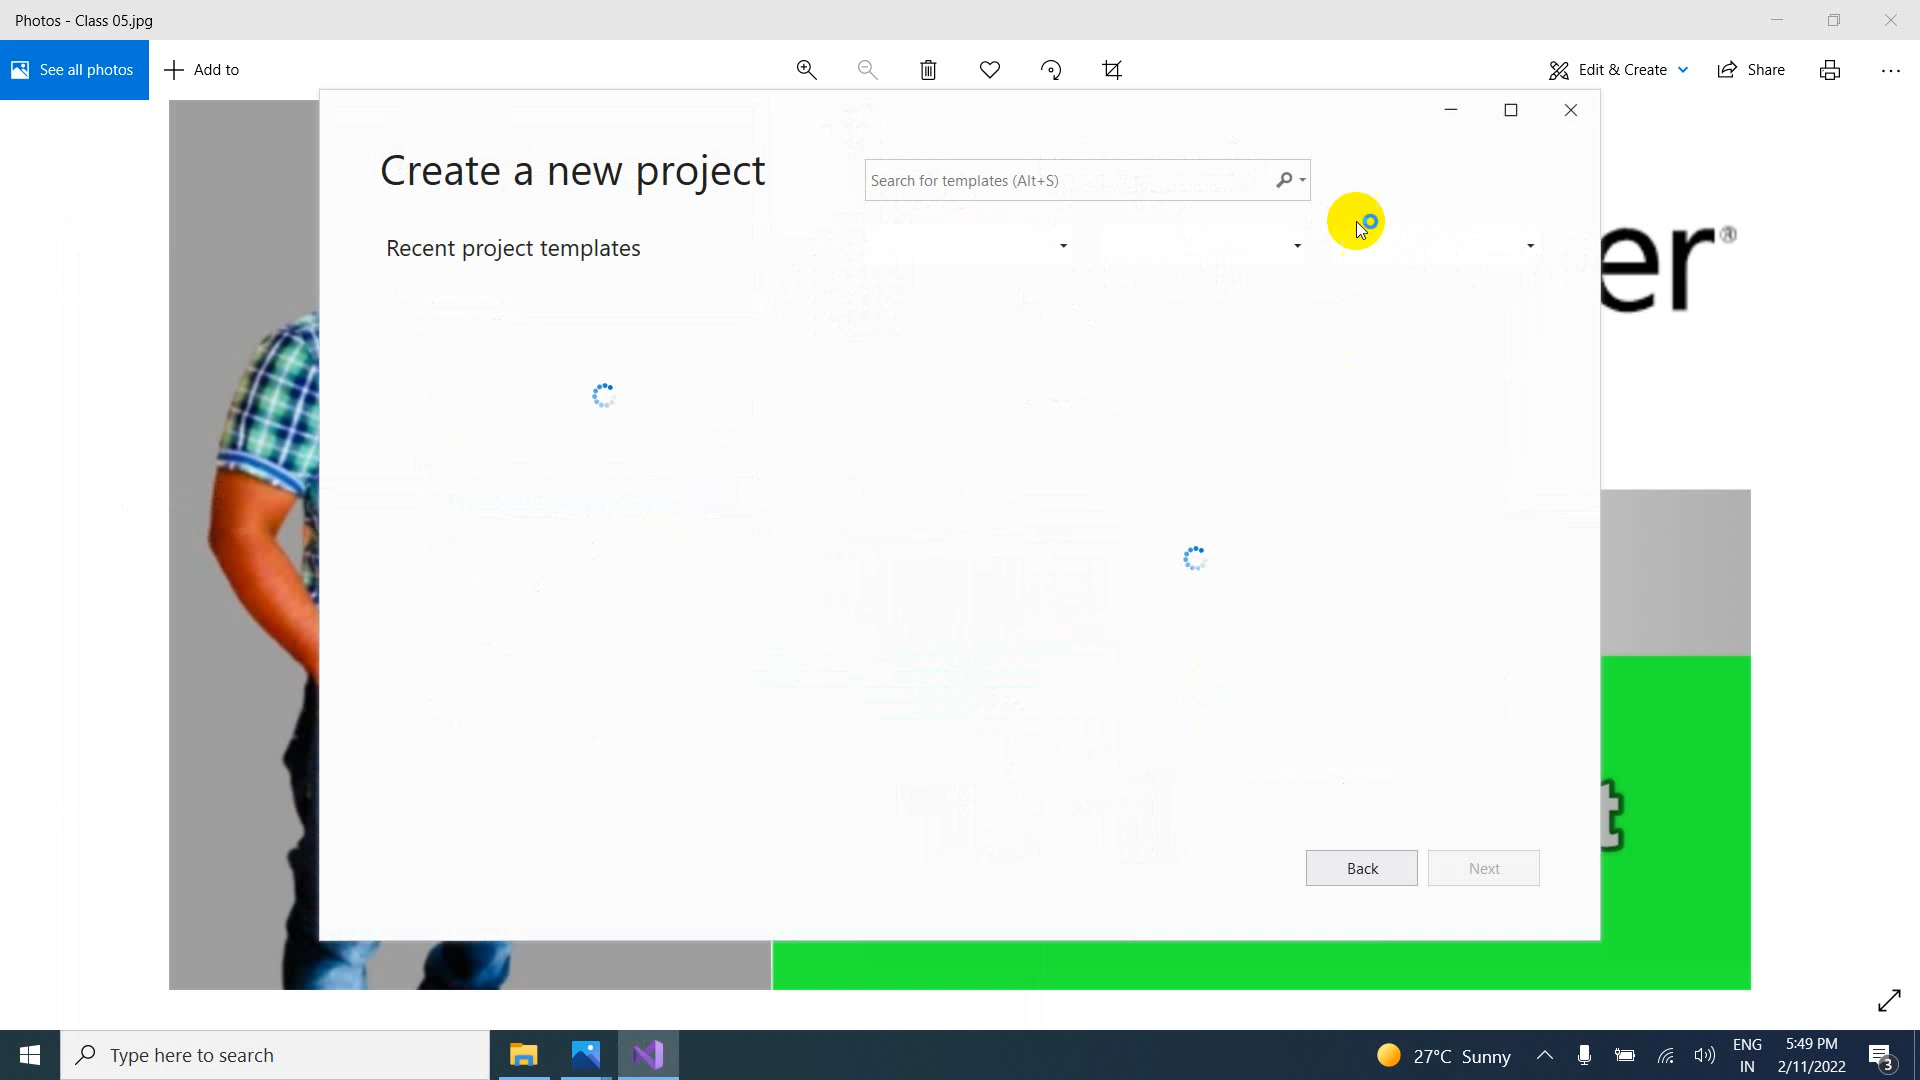 Photos - Class 05.jpg
See all photos
Add to
Edit & Create
Share
Create a new project
Search for templates (Alt+S)
Recent project templates
er®
t
Back
Next
Type here to search
27°C Sunny
ENG
IN
5:49 PM
2/11/2022
3